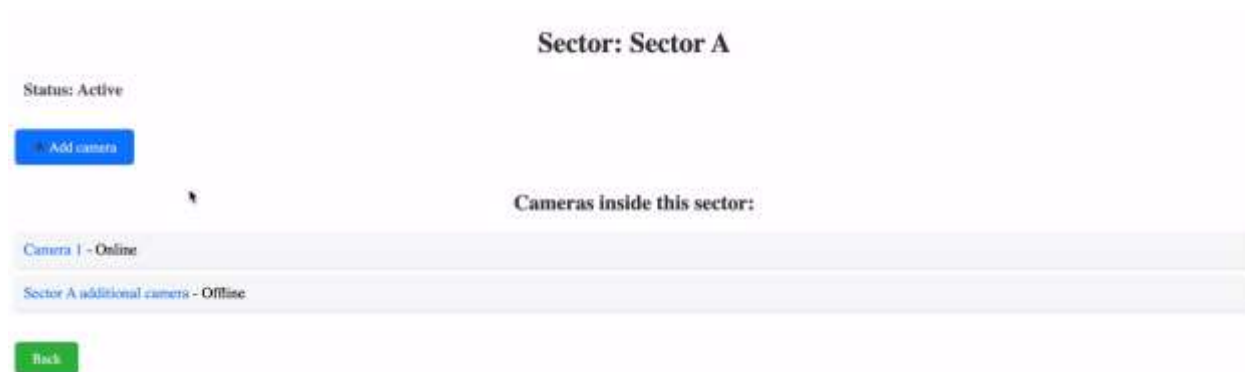 Sector: Sector A
Status: Active
Add camera
Cameras inside this sector:
Camera 1 - Online
Sector A additional camera - Offline
Back